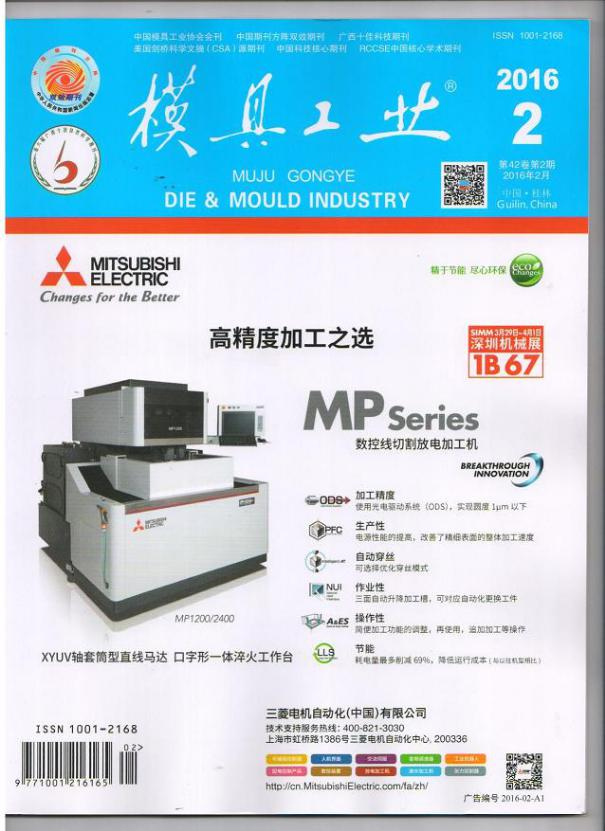 中国模具工业协会会刊 中国期刊方阵双效期刊 广西十佳科技期刊
美国剑桥科学文摘(CSA)源期刊 中国科技核心期刊 RCCSE中国核心学术期刊
ISSN 1001-2168
双效期刊
模具工业®
2016
2
第42卷第2期
2016年2月
中国·桂林
Guilin, China
MUJU GONGYE
DIE & MOULD INDUSTRY
MITSUBISHI
ELECTRIC
Changes for the Better
精于节能 尽心环保
eco
Changes
高精度加工之选
SIMM 3月29日-4月1日
深圳机械展
1B 67
MP Series
数控线切割放电加工机
BREAKTHROUGH
INNOVATION
ODS
加工精度
使用光电驱动系统(ODS),实现圆度1μm以下
PFC
生产性
电源性能的提高,改善了精细表面的整体加工速度
自动穿丝
可选择优化穿丝模式
NUI
作业性
三面自动升降加工槽,可对应自动化更换工件
A&ES
操作性
简便加工功能的调整,再使用,追加加工等操作
LLS
节能
耗电量最多削减69%,降低运行成本(与以往机型相比)
MITSUBISHI
ELECTRIC
MP1200/2400
XYUV轴套筒型直线马达 口字形一体淬火工作台
三菱电机自动化(中国)有限公司
技术支持服务热线:400-821-3030
上海市虹桥路1386号三菱电机自动化中心. 200336
http://cn.MitsubishiElectric.com/fa/zh/
ISSN 1001-2168
02>
9 771001 216165
广告编号 2016-02-A1